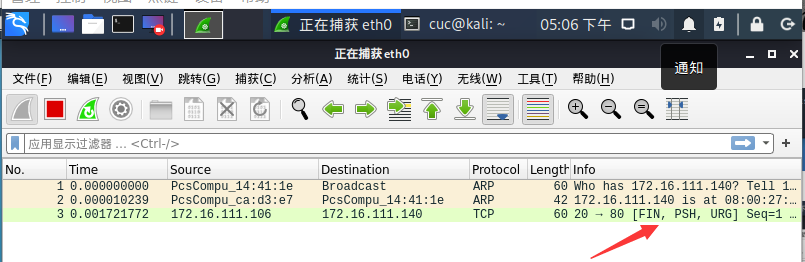 正在捕获 eth0 cuc@kali: ~ 05:06 下午
正在捕获 eth0
通知
文件(F) 编辑(E) 视图(V) 跳转(G) 捕获(C) 分析(A) 统计(S) 电话(Y) 无线(W) 工具(T) 帮助(H)
应用显示过滤器 … <Ctrl-/>
No. Time Source Destination Protocol Length Info
1 0.000000000 PcsCompu_14:41:1e Broadcast ARP 60 Who has 172.16.111.140? Tell 1…
2 0.000010239 PcsCompu_ca:d3:e7 PcsCompu_14:41:1e ARP 42 172.16.111.140 is at 08:00:27:…
3 0.001721772 172.16.111.106 172.16.111.140 TCP 60 20 → 80 [FIN, PSH, URG] Seq=1 …